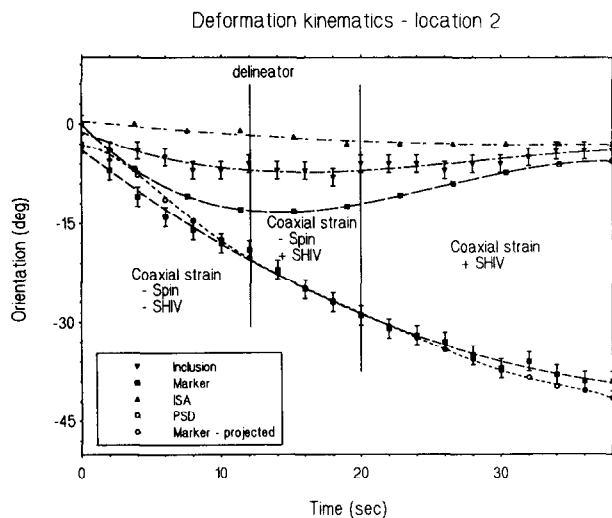 Deformation kinematics - location 2
delineator
0
-15
-30
-45
Orientation (deg)
Coaxial strain
- Spin
- SHIV
Coaxial strain
- Spin
+ SHIV
Coaxial strain
+ SHIV
Inclusion
Marker
ISA
PSD
Marker - projected
0
10
20
30
Time (sec)